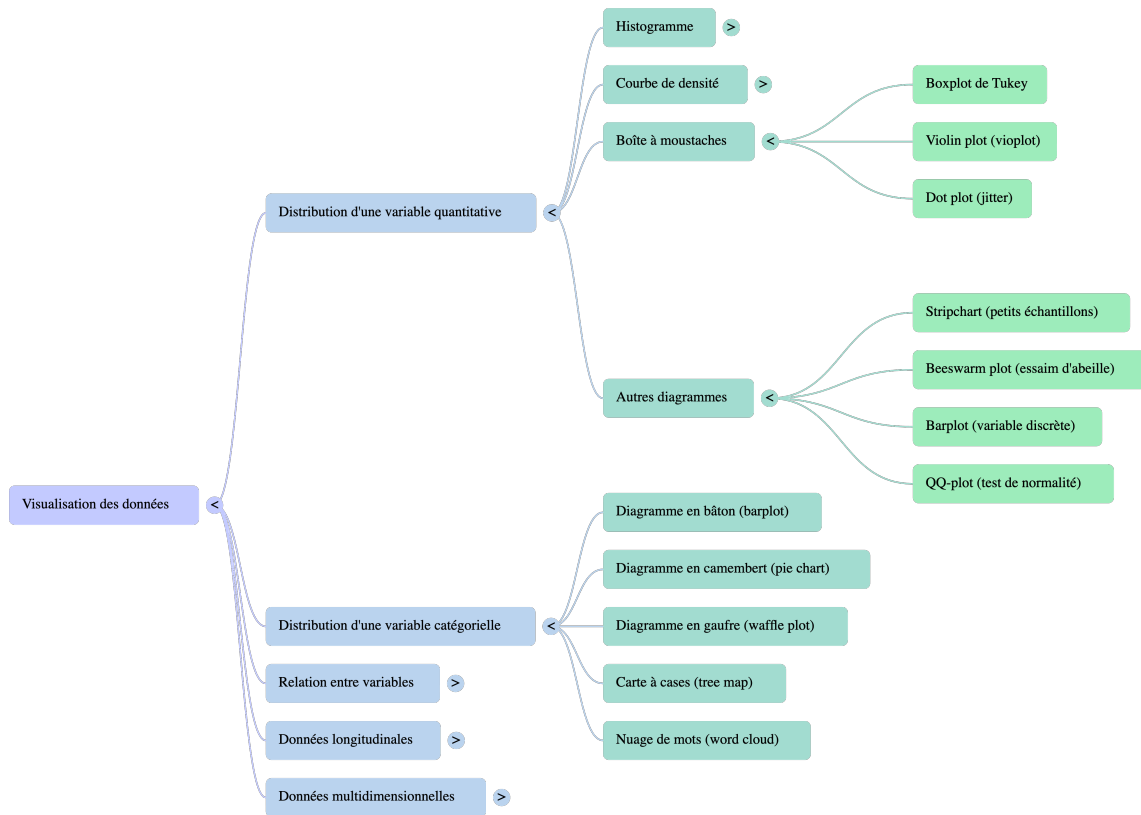 Histogramme >
Courbe de densité >
Boxplot de Tukey
Boîte à moustaches <
Violin plot (vioplot)
Dot plot (jitter)
Distribution d'une variable quantitative <
Stripchart (petits échantillons)
Beeswarm plot (essaim d'abeille)
Autres diagrammes <
Barplot (variable discrète)
QQ-plot (test de normalité)
Visualisation des données <
Diagramme en bâton (barplot)
Diagramme en camembert (pie chart)
Distribution d'une variable catégorielle <
Diagramme en gaufre (waffle plot)
Relation entre variables >
Carte à cases (tree map)
Données longitudinales >
Nuage de mots (word cloud)
Données multidimensionnelles >